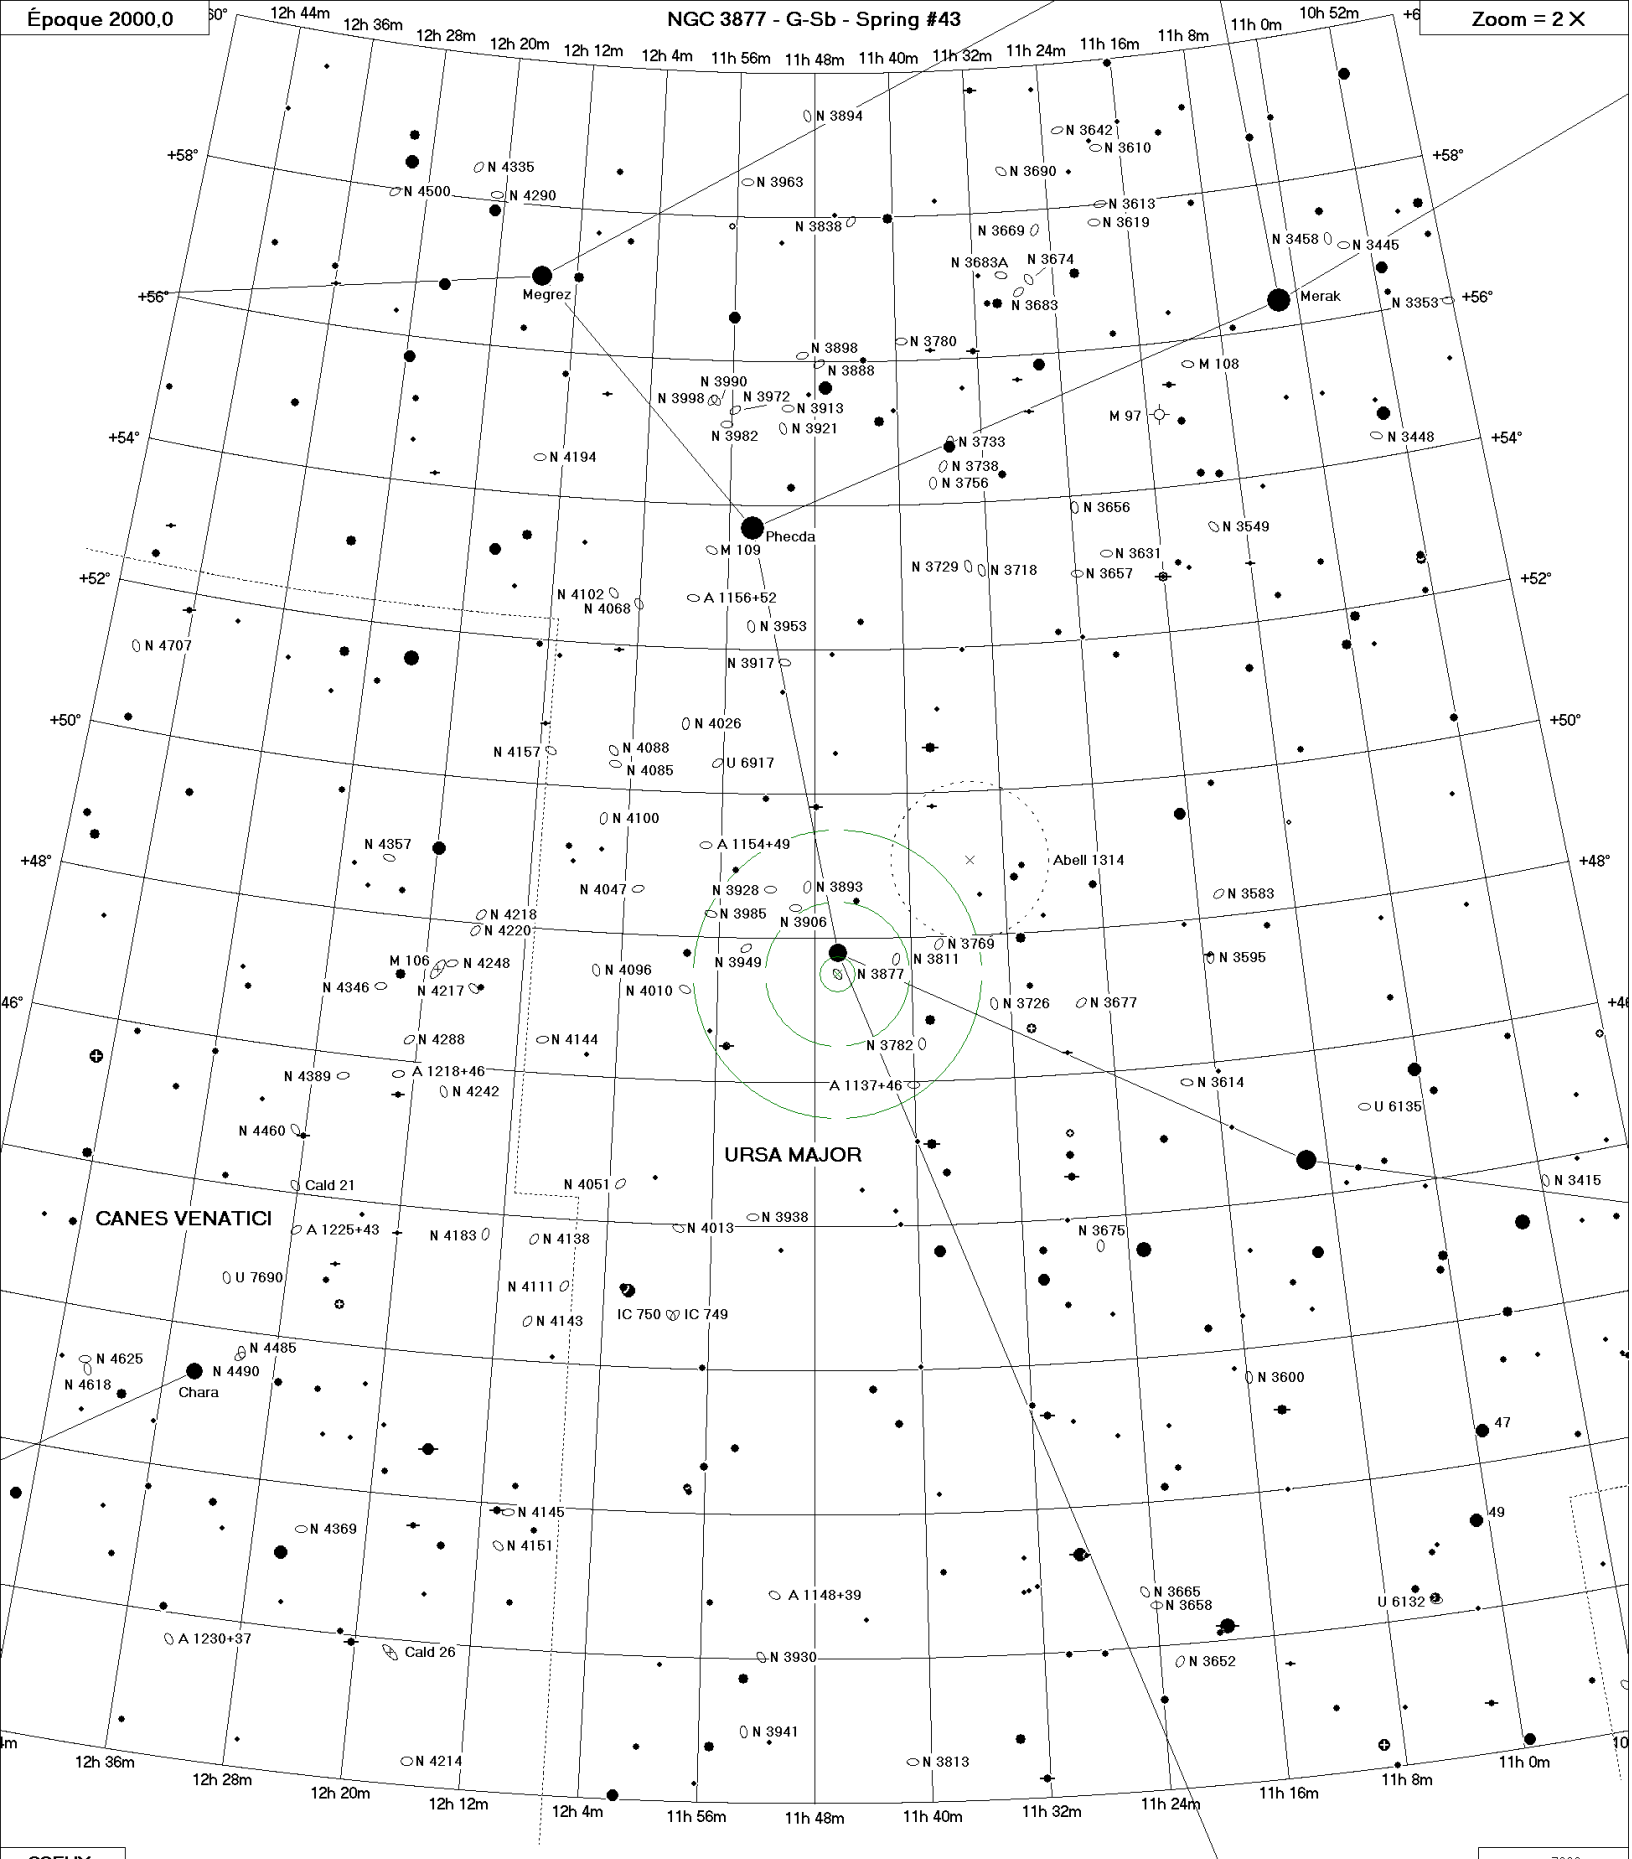 Époque 2000,0
NGC 3877 - G-Sb - Spring #43
Zoom = 2 X
60°
12h 44m
12h 36m
12h 28m
12h 20m
12h 12m
12h 4m
11h 56m
11h 48m
11h 40m
11h 32m
11h 24m
11h 16m
11h 8m
11h 0m
10h 52m
+6
N 3894
N 3642
N 3610
+58°
N 4335
N 3690
+58°
N 4500
N 4290
N 3963
N 3613
N 3838
N 3619
N 3669
N 3458
N 3445
N 3683A
N 3674
+56°
Megrez
N 3683
Merak
N 3353
+56°
N 3898
N 3780
N 3888
M 108
N 3990
N 3998
N 3972
N 3913
M 97
N 3921
N 3982
+54°
N 3733
N 3448
+54°
N 4194
N 3738
N 3756
N 3656
Phecda
N 3549
M 109
N 3631
+52°
N 3729
N 3718
N 3657
+52°
N 4102
N 4068
A 1156+52
N 3953
N 4707
N 3917
+50°
N 4026
+50°
N 4157
N 4088
N 4085
U 6917
N 4100
N 4357
A 1154+49
+48°
Abell 1314
+48°
N 4047
N 3928
N 3893
N 3583
N 4218
N 3985
N 3906
N 4220
N 3769
M 106
N 4248
N 4096
N 3949
N 3811
N 3595
N 3877
N 4346
N 4217
N 4010
46°
N 3726
N 3677
+46
N 4288
N 4144
N 3782
N 4389
A 1218+46
A 1137+46
N 3614
N 4242
U 6135
N 4460
URSA MAJOR
Cald 21
N 4051
N 3415
CANES VENATICI
N 3938
A 1225+43
N 4183
N 4138
N 4013
N 3675
U 7690
N 4111
IC 750
IC 749
N 4143
N 4485
N 4625
N 4490
N 4618
Chara
N 3600
47
N 4145
49
N 4369
N 4151
A 1148+39
N 3665
N 3658
U 6132
A 1230+37
Cald 26
N 3930
N 3652
N 3941
4m
12h 36m
N 4214
N 3813
11h 0m
10
12h 28m
12h 20m
12h 12m
12h 4m
11h 56m
11h 48m
11h 40m
11h 32m
11h 24m
11h 16m
11h 8m